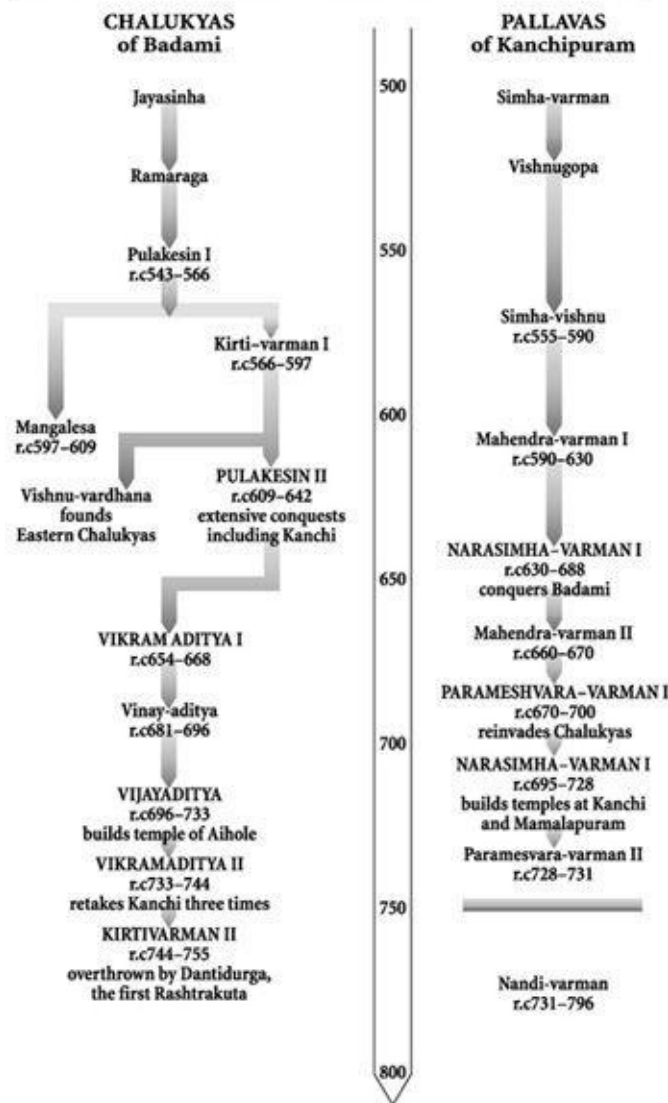 CHALUKYAS
of Badami
Jayasinha
Ramaraga
Pulakesin I
r.c543–566
Kirti–varman I
r.c566–597
Mangalesa
r.c597–609
Vishnu-vardhana
founds
Eastern Chalukyas
PULAKESIN II
r.c609–642
extensive conquests
including Kanchi
VIKRAM ADITYA I
r.c654–668
Vinay-aditya
r.c681–696
VIJAYADITYA
r.c696–733
builds temple of Aihole
VIKRAMADITYA II
r.c733–744
retakes Kanchi three times
KIRTIVARMAN II
r.c744–755
overthrown by Dantidurga,
the first Rashtrakuta
500
550
600
650
700
750
800
PALLAVAS
of Kanchipuram
Simha-varman
Vishnugopa
Simha-vishnu
r.c555–590
Mahendra-varman I
r.c590–630
NARASIMHA–VARMAN I
r.c630–688
conquers Badami
Mahendra-varman II
r.c660–670
PARAMESHVARA–VARMAN I
r.c670–700
reinvades Chalukyas
NARASIMHA–VARMAN I
r.c695–728
builds temples at Kanchi
and Mamalapuram
Paramesvara-varman II
r.c728–731
Nandi-varman
r.c731–796